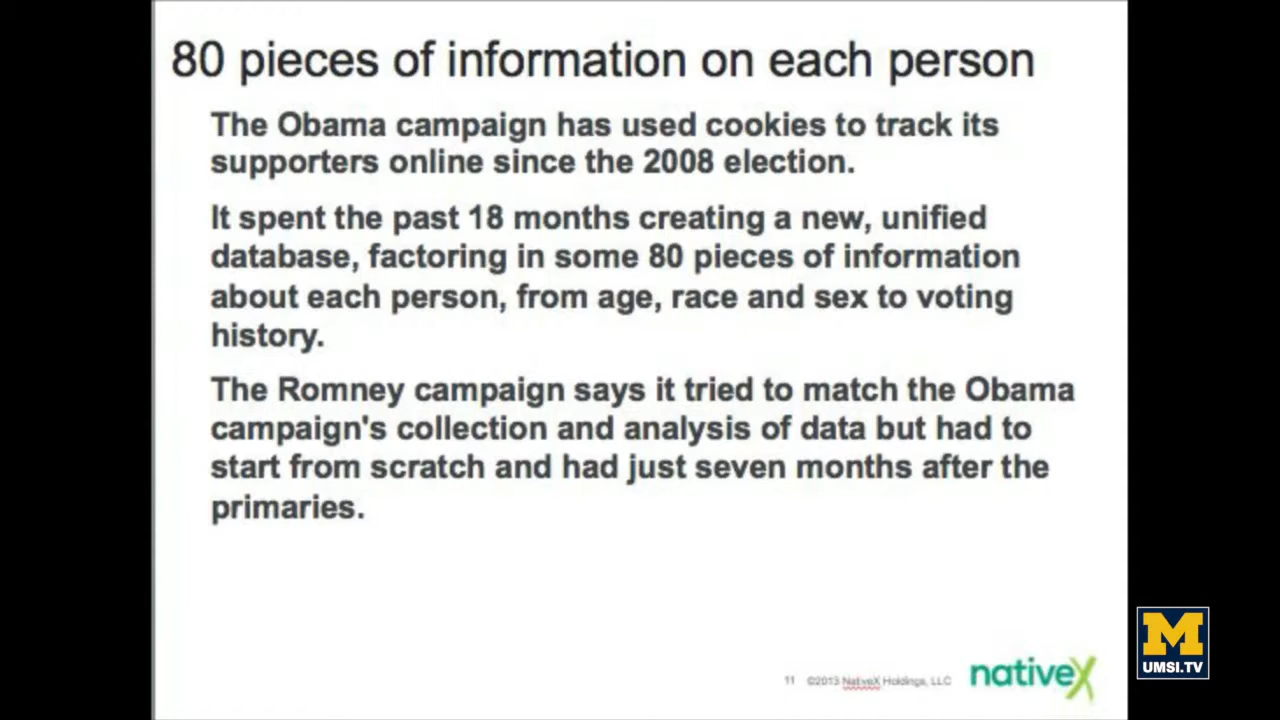 80 pieces of information on each person
The Obama campaign has used cookies to track its
supporters online since the 2008 election.
It spent the past 18 months creating a new, unified
database, factoring in some 80 pieces of information
about each person, from age, race and sex to voting
history.
The Romney campaign says it tried to match the Obama
campaign's collection and analysis of data but had to
start from scratch and had just seven months after the
primaries.
11 ©2013 NativeX Holdings, LLC
nativeX
M
UMSI.TV